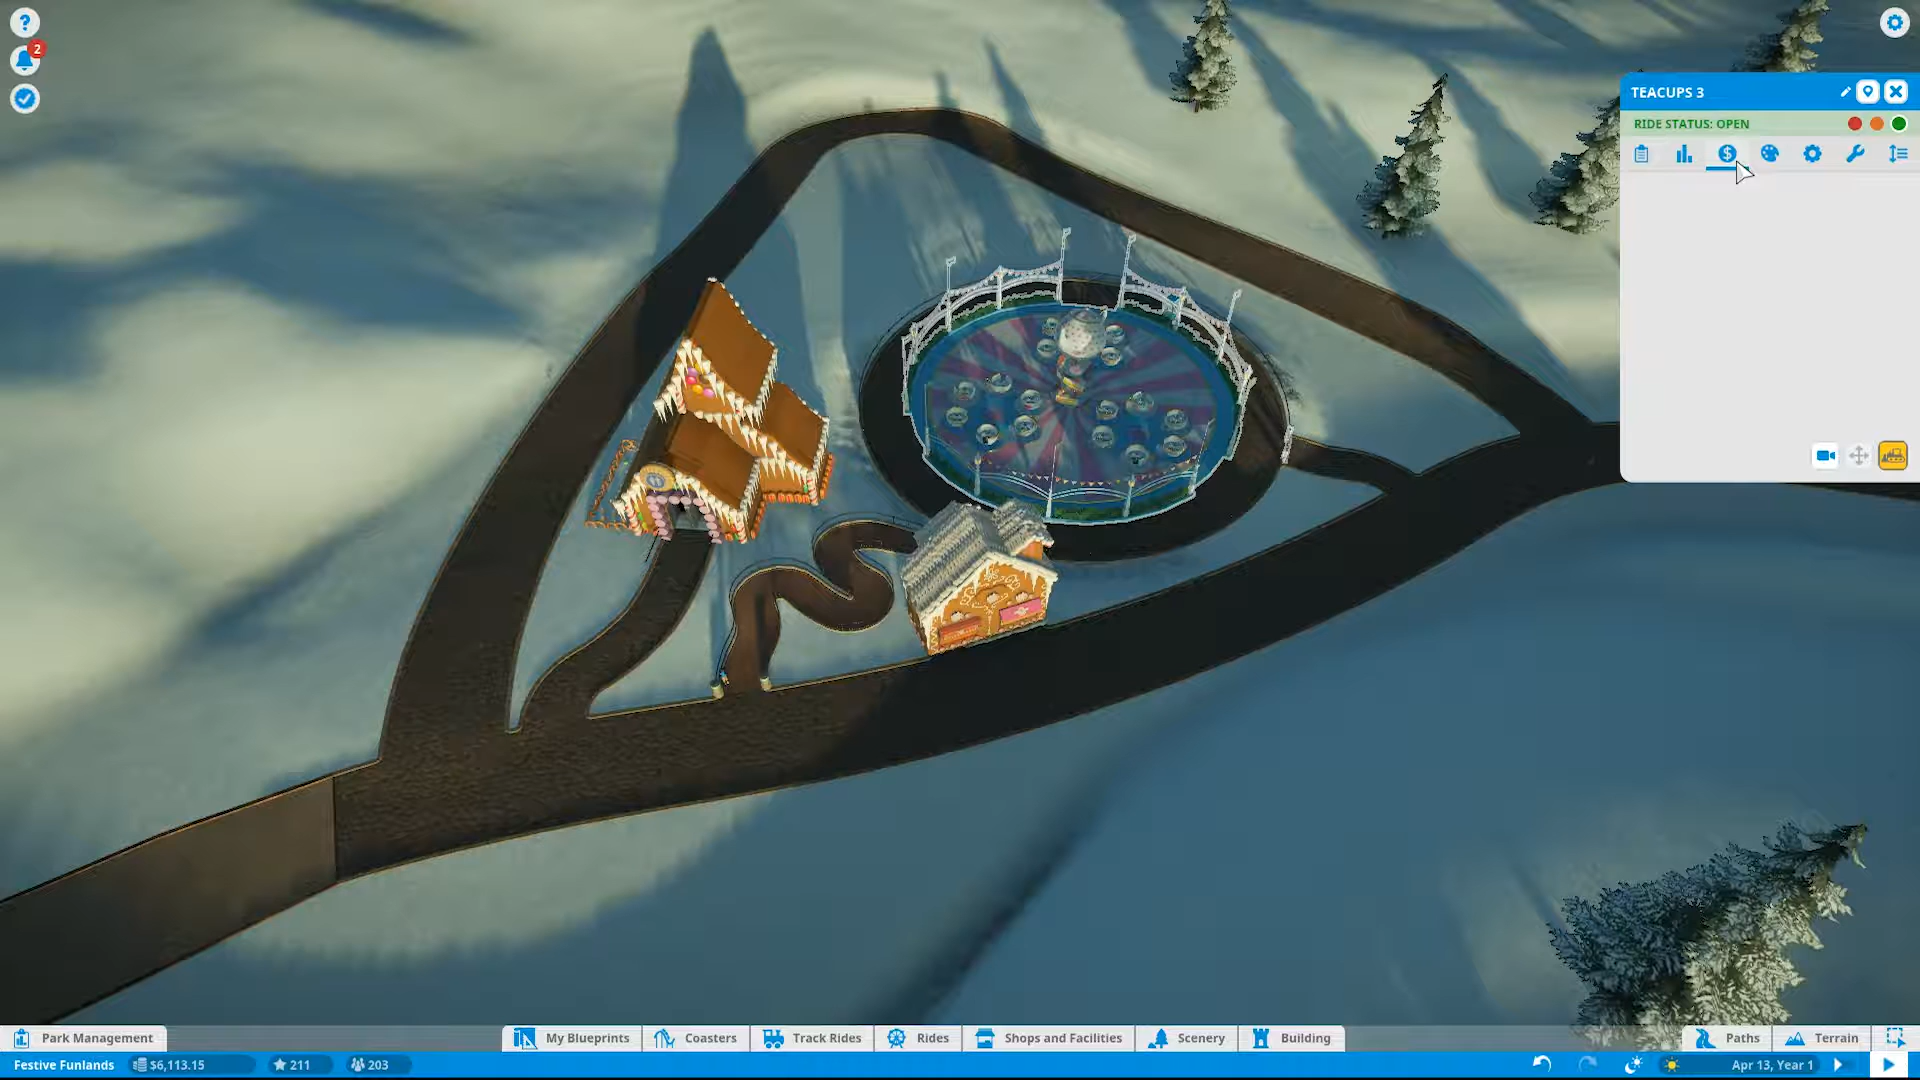 ?
2
TEACUPS 3
RIDE STATUS: OPEN
$
Park Management
My Blueprints
Coasters
Track Rides
Rides
Shops and Facilities
Scenery
Building
Paths
Terrain
Festive Funlands
$6,113.15
211
203
Apr 13, Year 1